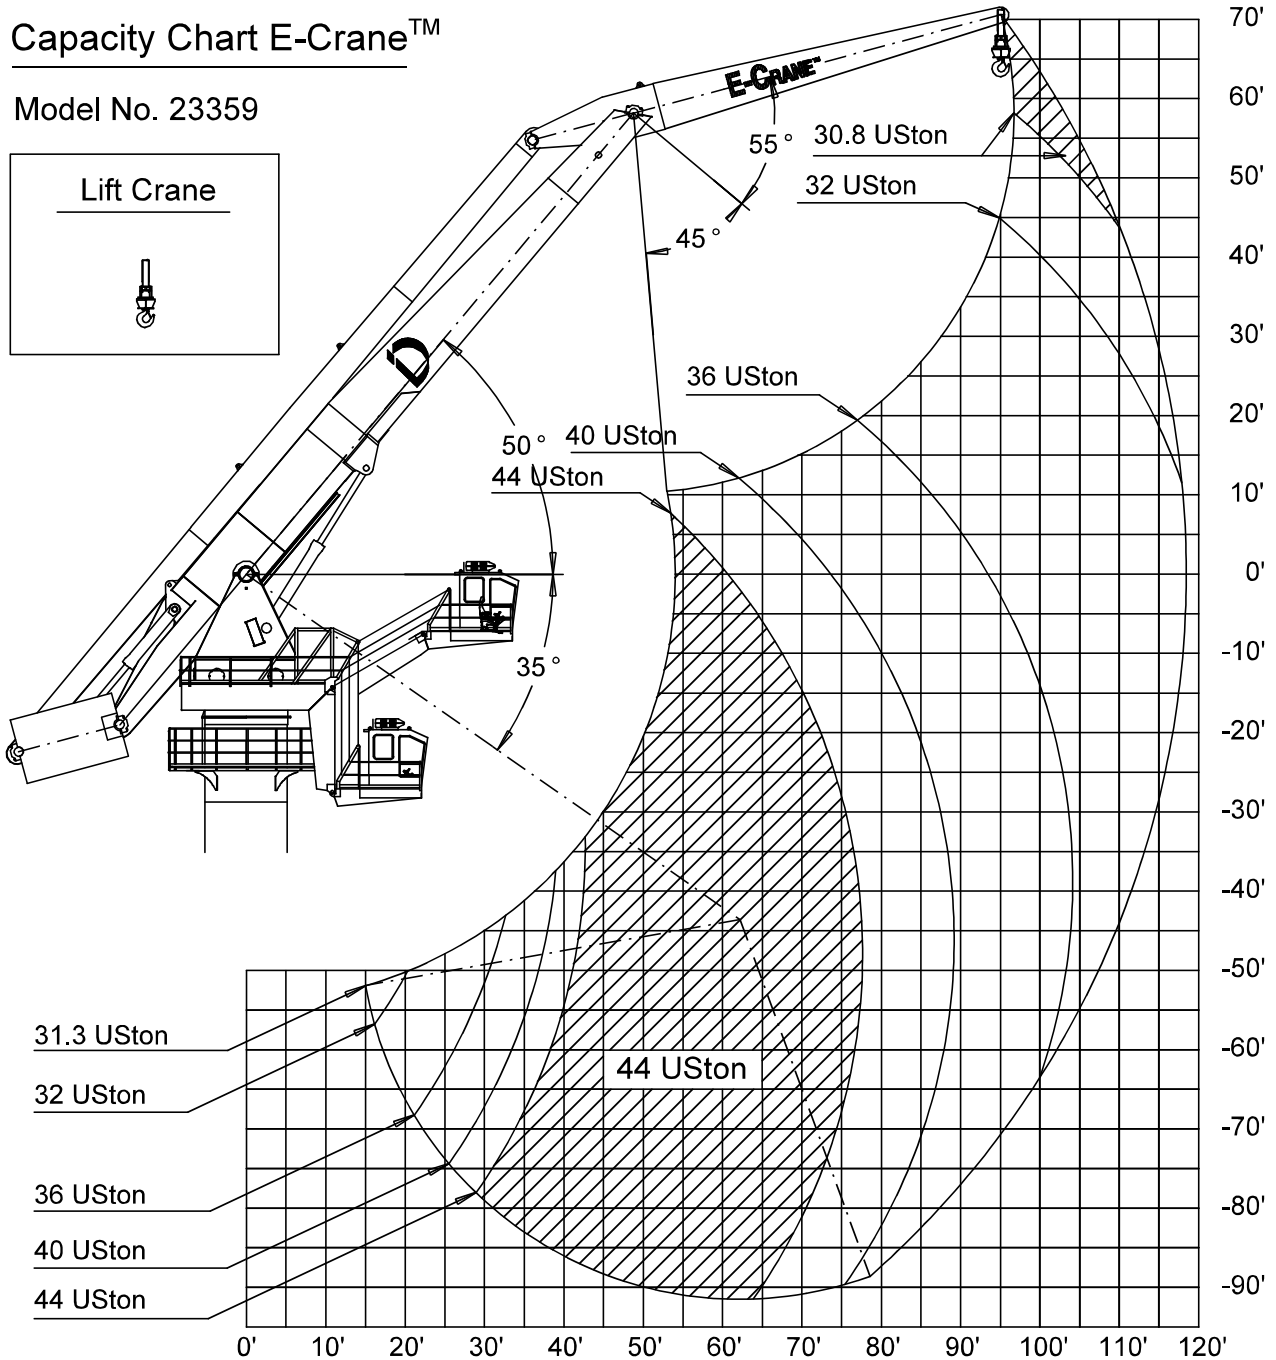 Capacity Chart E-Crane™
Model No. 23359
Lift Crane
E-CRANE™
55°
45°
50°
35°
30.8 USton
32 USton
36 USton
40 USton
44 USton
44 USton
31.3 USton
32 USton
36 USton
40 USton
44 USton
70'
60'
50'
40'
30'
20'
10'
0'
-10'
-20'
-30'
-40'
-50'
-60'
-70'
-80'
-90'
0' 10' 20' 30' 40' 50' 60' 70' 80' 90' 100' 110' 120'